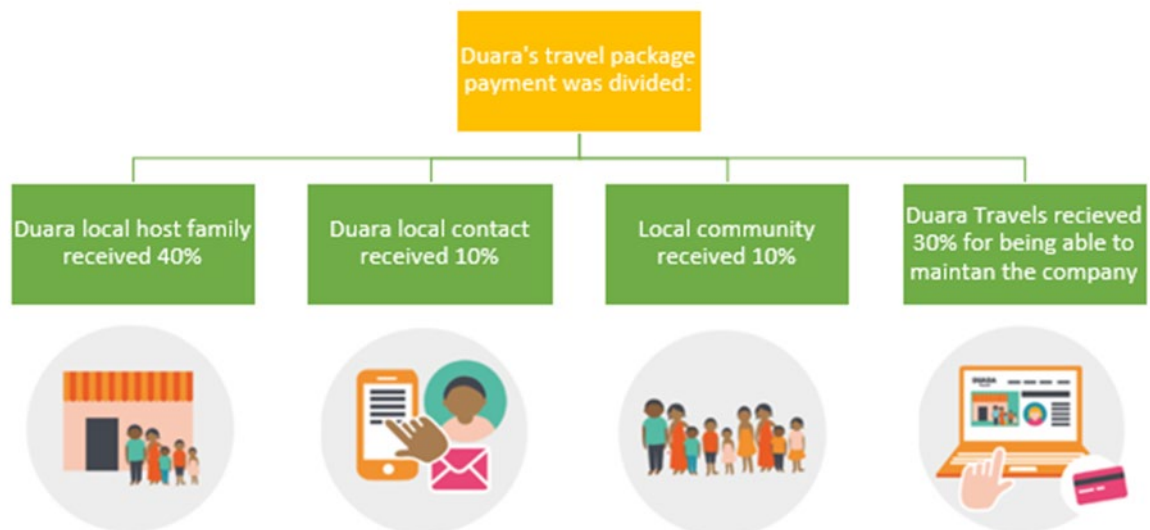 Duara's travel package
payment was divided:
Duara local host family
received 40%
Duara local contact
received 10%
Local community
received 10%
Duara Travels recieved
30% for being able to
maintan the company
DUARA